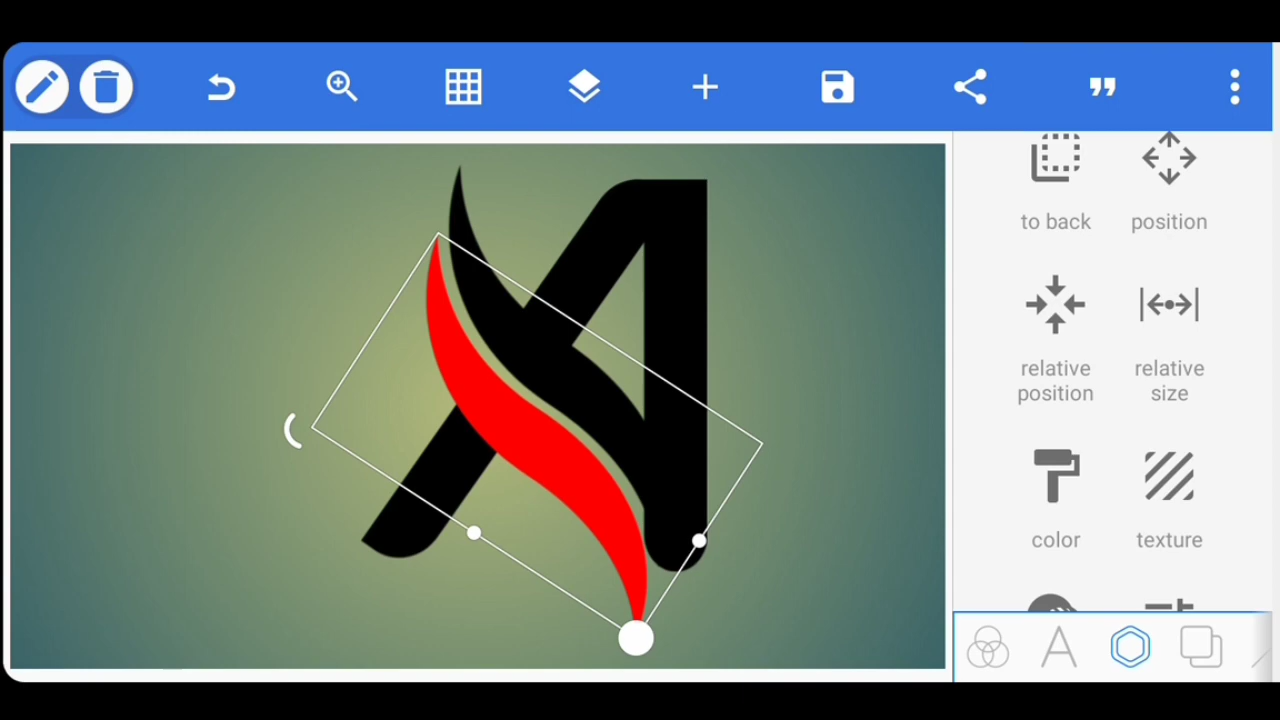 A
to back
position
relative
position
relative
size
color
texture
A